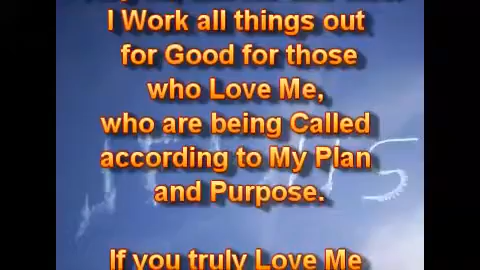 I Work all things out
for Good for those
who Love Me,
who are being Called
according to My Plan
and Purpose.
JESUS
If you truly Love Me